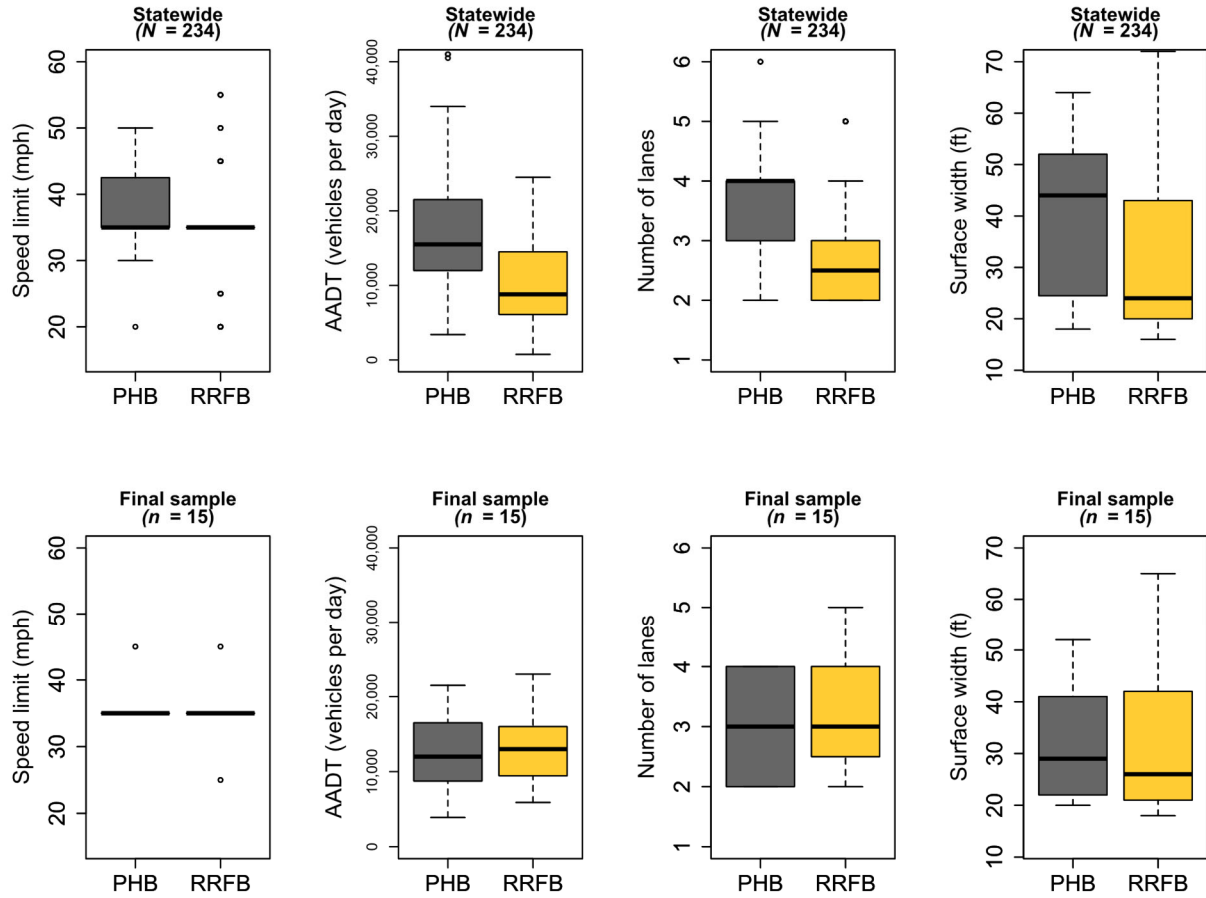 Statewide
(N = 234)
Speed limit (mph)
60
50
40
30
20
PHB RRFB
Statewide
(N = 234)
AADT (vehicles per day)
40,000
30,000
20,000
10,000
0
PHB RRFB
Statewide
(N = 234)
Number of lanes
6
5
4
3
2
1
PHB RRFB
Statewide
(N = 234)
Surface width (ft)
70
60
50
40
30
20
10
PHB RRFB
Final sample
(n = 15)
Speed limit (mph)
60
50
40
30
20
PHB RRFB
Final sample
(n = 15)
AADT (vehicles per day)
40,000
30,000
20,000
10,000
0
PHB RRFB
Final sample
(n = 15)
Number of lanes
6
5
4
3
2
1
PHB RRFB
Final sample
(n = 15)
Surface width (ft)
70
60
50
40
30
20
10
PHB RRFB